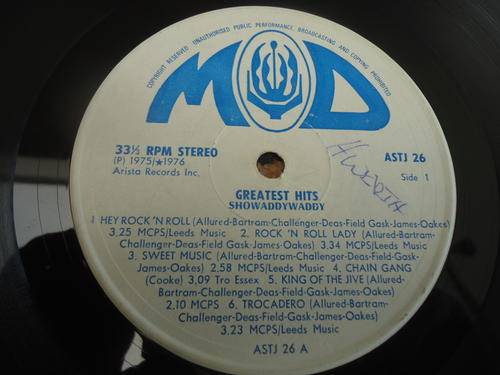 COPYRIGHT RESERVED UNAUTHORISED PUBLIC PERFORMANCE, BROADCASTING AND COPYING PROHIBITED
MOD
33⅓ RPM STEREO
(P) 1975/★1976
Arista Records Inc.
ASTJ 26
Side 1
GREATEST HITS
SHOWADDYWADDY
1 HEY ROCK 'N ROLL (Allured-Bartram-Challenger-Deas-Field Gask-James-Oakes)
3,25 MCPS/Leeds Music 2. ROCK 'N ROLL LADY (Allured-Bartram-
Challenger-Deas-Field Gask-James-Oakes) 3.34 MCPS/Leeds Music
3. SWEET MUSIC (Allured-Bartram-Challenger-Deas-Field-Gask-
James-Oakes) 2,58 MCPS/Leeds Music 4. CHAIN GANG
(Cooke) 3,09 Tro Essex 5. KING OF THE JIVE (Allured-
Bartram-Challenger-Deas-Field-Gask-James-Oakes)
2,10 MCPS 6. TROCADERO (Allured-Bartram-
Challenger-Deas-Field-Gask-James-Oakes)
3.23 MCPS/Leeds Music
ASTJ 26 A